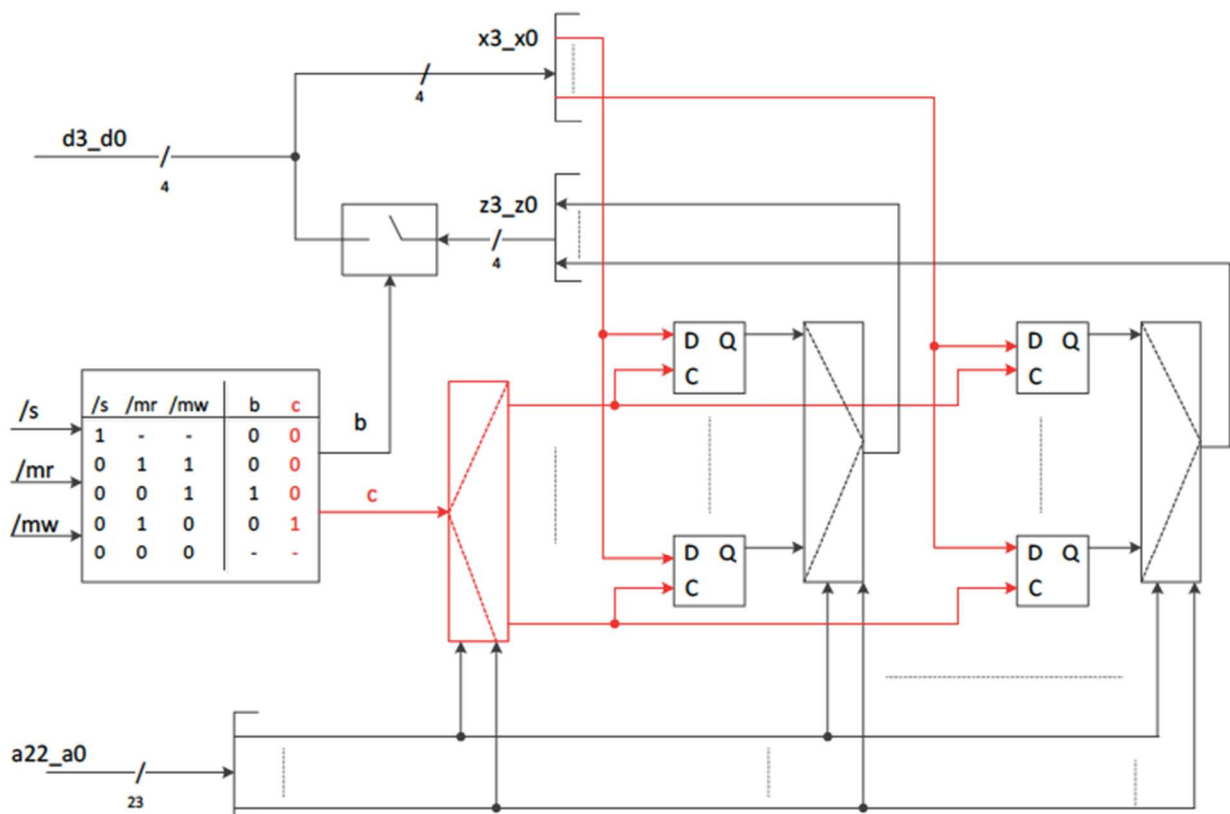 x3_x0
/
4
d3_d0
/
4
z3_z0
/
4
D Q
C
D Q
C
/s /mr /mw b c
1 - - 0 0
0 1 1 0 0
0 0 1 1 0
0 1 0 0 1
0 0 0 - -
/s
/mr
/mw
b
c
D Q
C
D Q
C
a22_a0
/
23